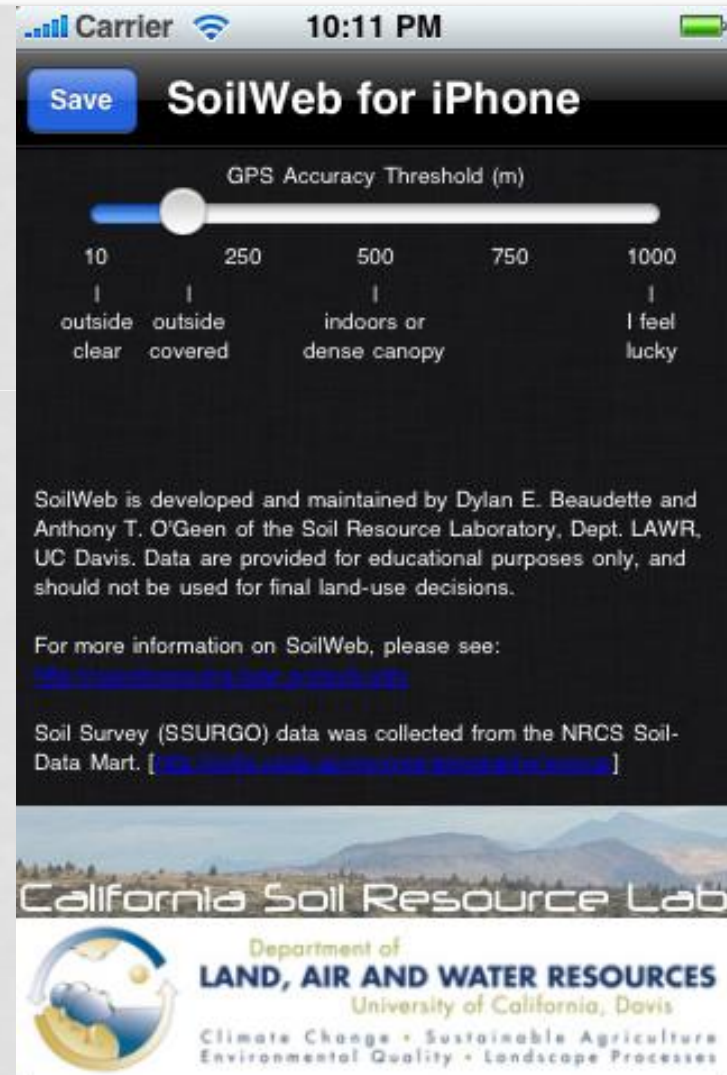 Carrier 10:11 PM
Save SoilWeb for iPhone
GPS Accuracy Threshold (m)
10 250 500 750 1000
outside outside indoors or I feel
clear covered dense canopy lucky
SoilWeb is developed and maintained by Dylan E. Beaudette and
Anthony T. O'Geen of the Soil Resource Laboratory, Dept. LAWR,
UC Davis. Data are provided for educational purposes only, and
should not be used for final land-use decisions.
For more information on SoilWeb, please see:
Soil Survey (SSURGO) data was collected from the NRCS Soil-
Data Mart. [ ]
California Soil Resource Lab
Department of
LAND, AIR AND WATER RESOURCES
University of California, Davis
Climate Change • Sustainable Agriculture
Environmental Quality • Landscape Processes